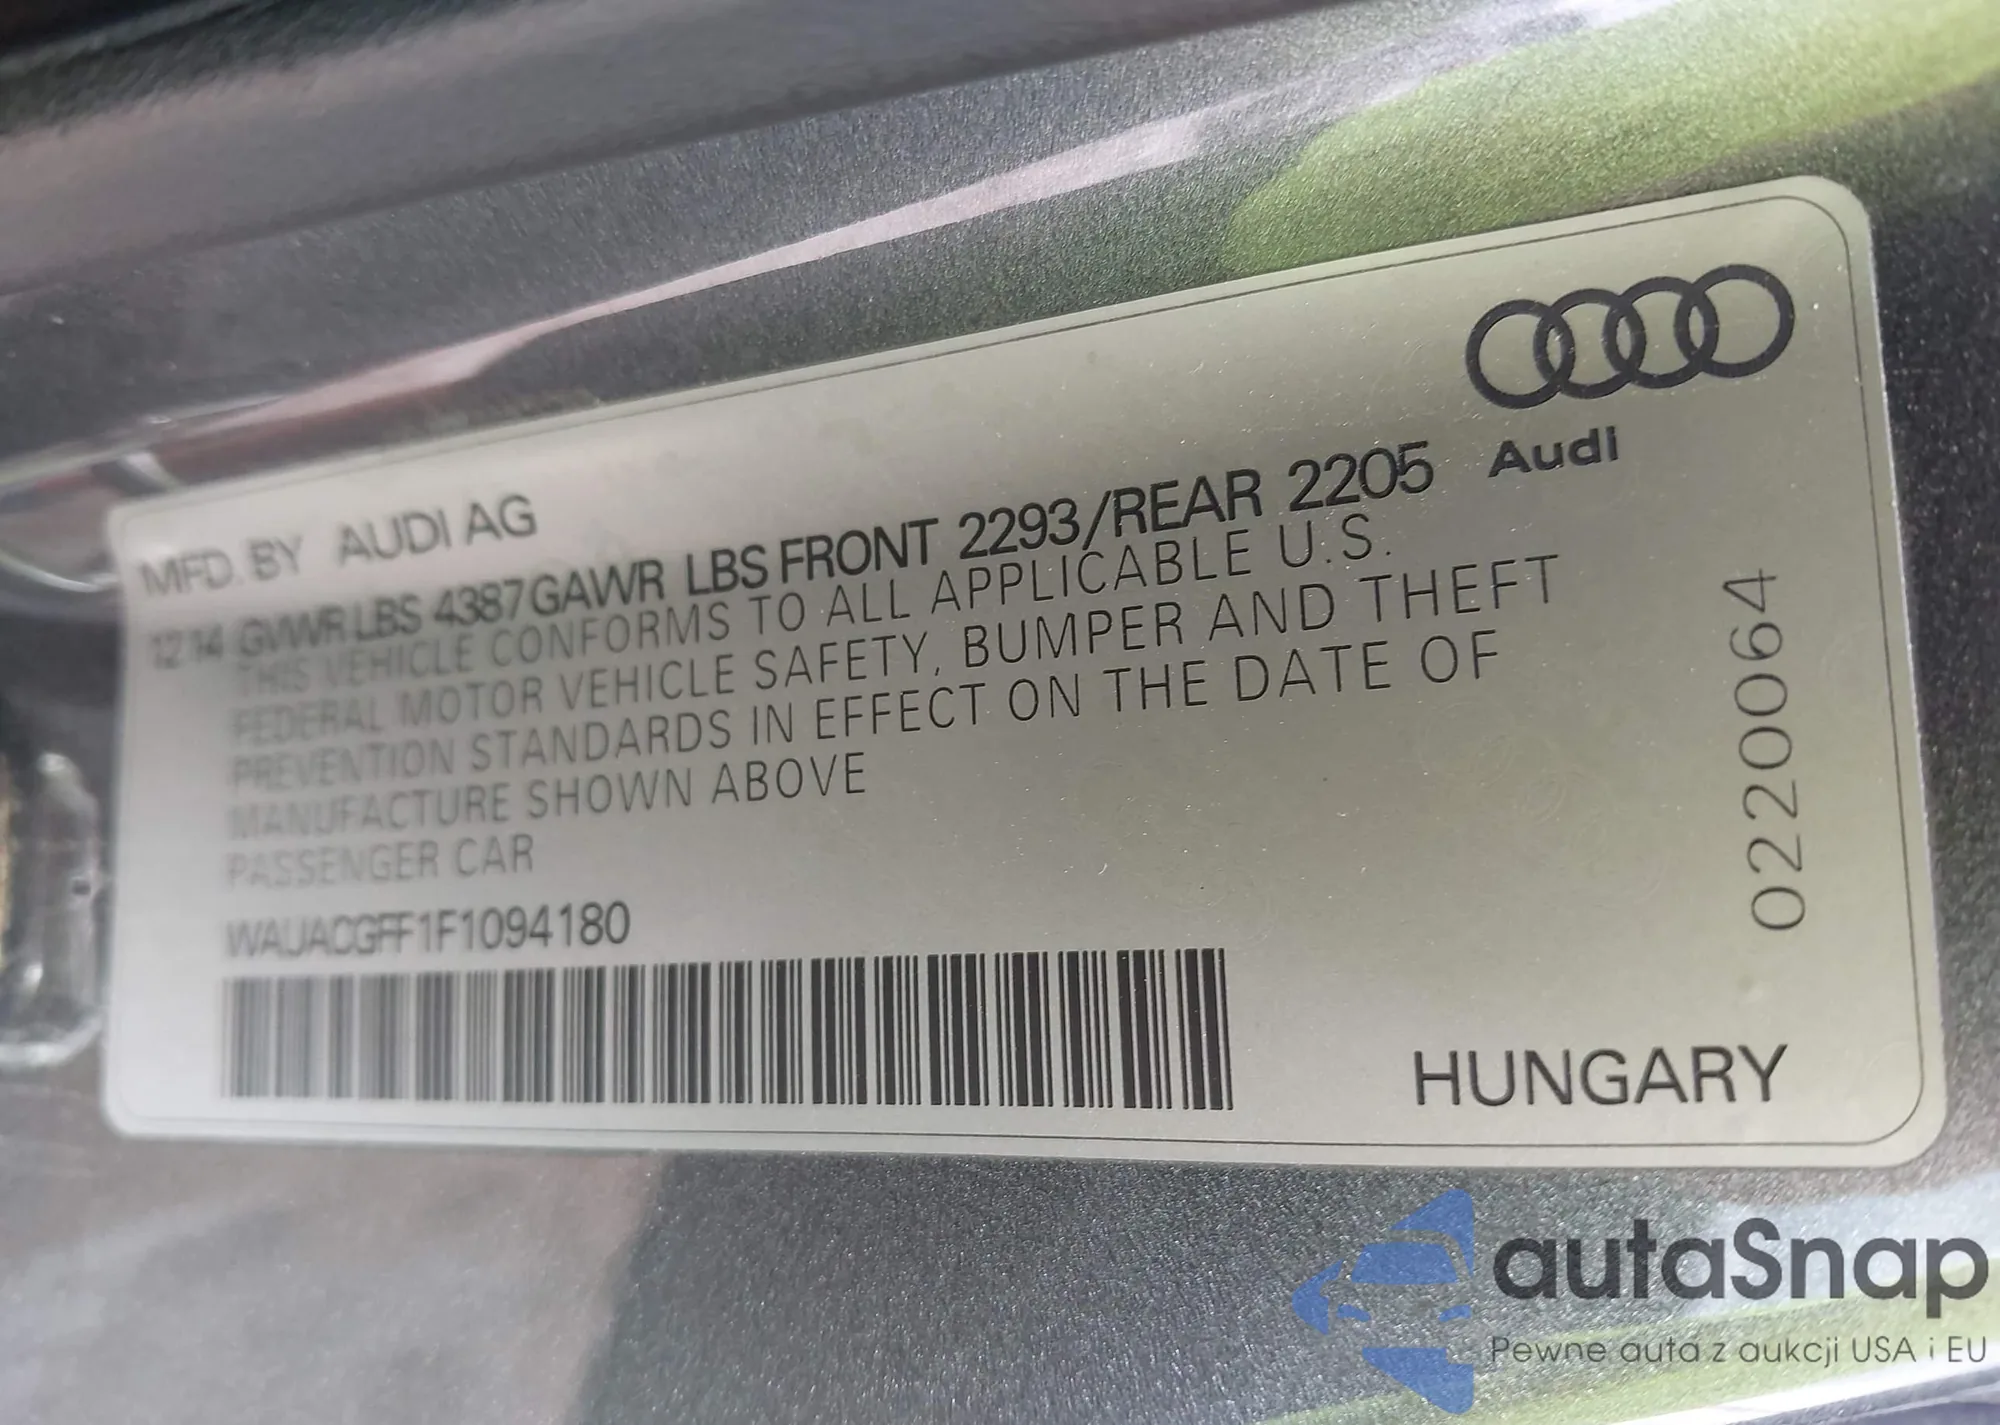 MFD. BY AUDI AG
12 14 GVWR LBS 4387 GAWR LBS FRONT 2293/REAR 2205 Audi
THIS VEHICLE CONFORMS TO ALL APPLICABLE U.S.
FEDERAL MOTOR VEHICLE SAFETY, BUMPER AND THEFT
PREVENTION STANDARDS IN EFFECT ON THE DATE OF
MANUFACTURE SHOWN ABOVE
PASSENGER CAR
WAUACGFF1F1094180
HUNGARY
0220064
autaSnap
Pewne auta z aukcji USA i EU